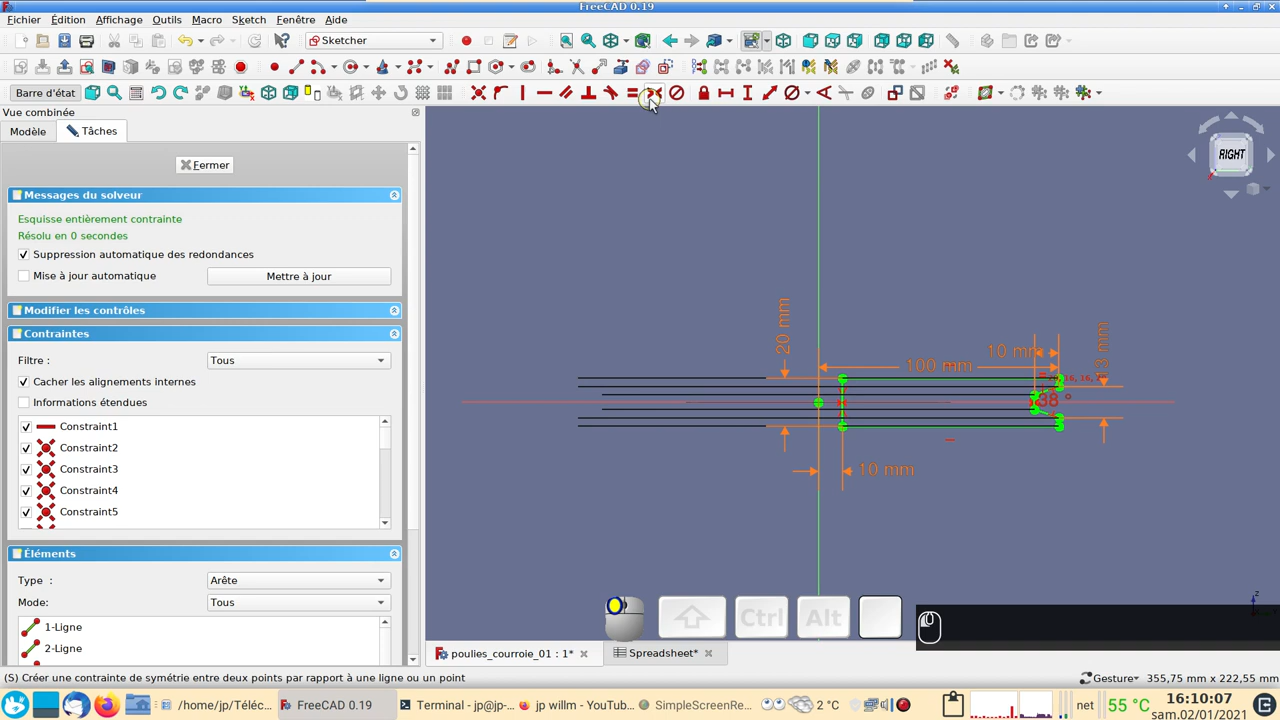 FreeCAD 0.19
Fichier Édition Affichage Outils Macro Sketch Fenêtre Aide
Sketcher
Barre d'état
Vue combinée
Modèle Tâches
Fermer
Messages du solveur
Esquisse entièrement contrainte
Résolu en 0 secondes
Suppression automatique des redondances
Mise à jour automatique Mettre à jour
Modifier les contrôles
Contraintes
Filtre : Tous
Cacher les alignements internes
Informations étendues
Constraint1
Constraint2
Constraint3
Constraint4
Constraint5
Éléments
Type : Arête
Mode: Tous
1-Ligne
2-Ligne
RIGHT
20 mm
10 mm
100 mm
38 °
10 mm
z
Ctrl Alt
poulies_courroie_01 : 1* Spreadsheet*
(S) Créer une contrainte de symétrie entre deux points par rapport à une ligne ou un point
Gesture 355,75 mm x 222,55 mm
/home/jp/Téléc... FreeCAD 0.19 Terminal - jp@jp-... jp willm - YouTub... SimpleScreenRe... 2 °C net 55 °C 16:10:07
sam.02/01/2021